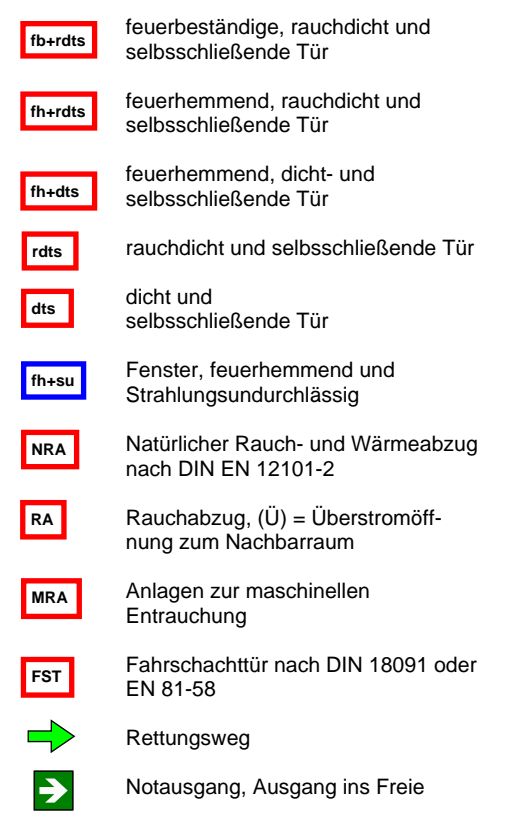 fb+rdts
feuerbeständige, rauchdicht und
selbsschließende Tür
fh+rdts
feuerhemmend, rauchdicht und
selbsschließende Tür
fh+dts
feuerhemmend, dicht- und
selbsschließende Tür
rdts
rauchdicht und selbsschließende Tür
dts
dicht und
selbsschließende Tür
fh+su
Fenster, feuerhemmend und
Strahlungsundurchlässig
NRA
Natürlicher Rauch- und Wärmeabzug
nach DIN EN 12101-2
RA
Rauchabzug, (Ü) = Überstromöff-
nung zum Nachbarraum
MRA
Anlagen zur maschinellen
Entrauchung
FST
Fahrschachttür nach DIN 18091 oder
EN 81-58
Rettungsweg
Notausgang, Ausgang ins Freie